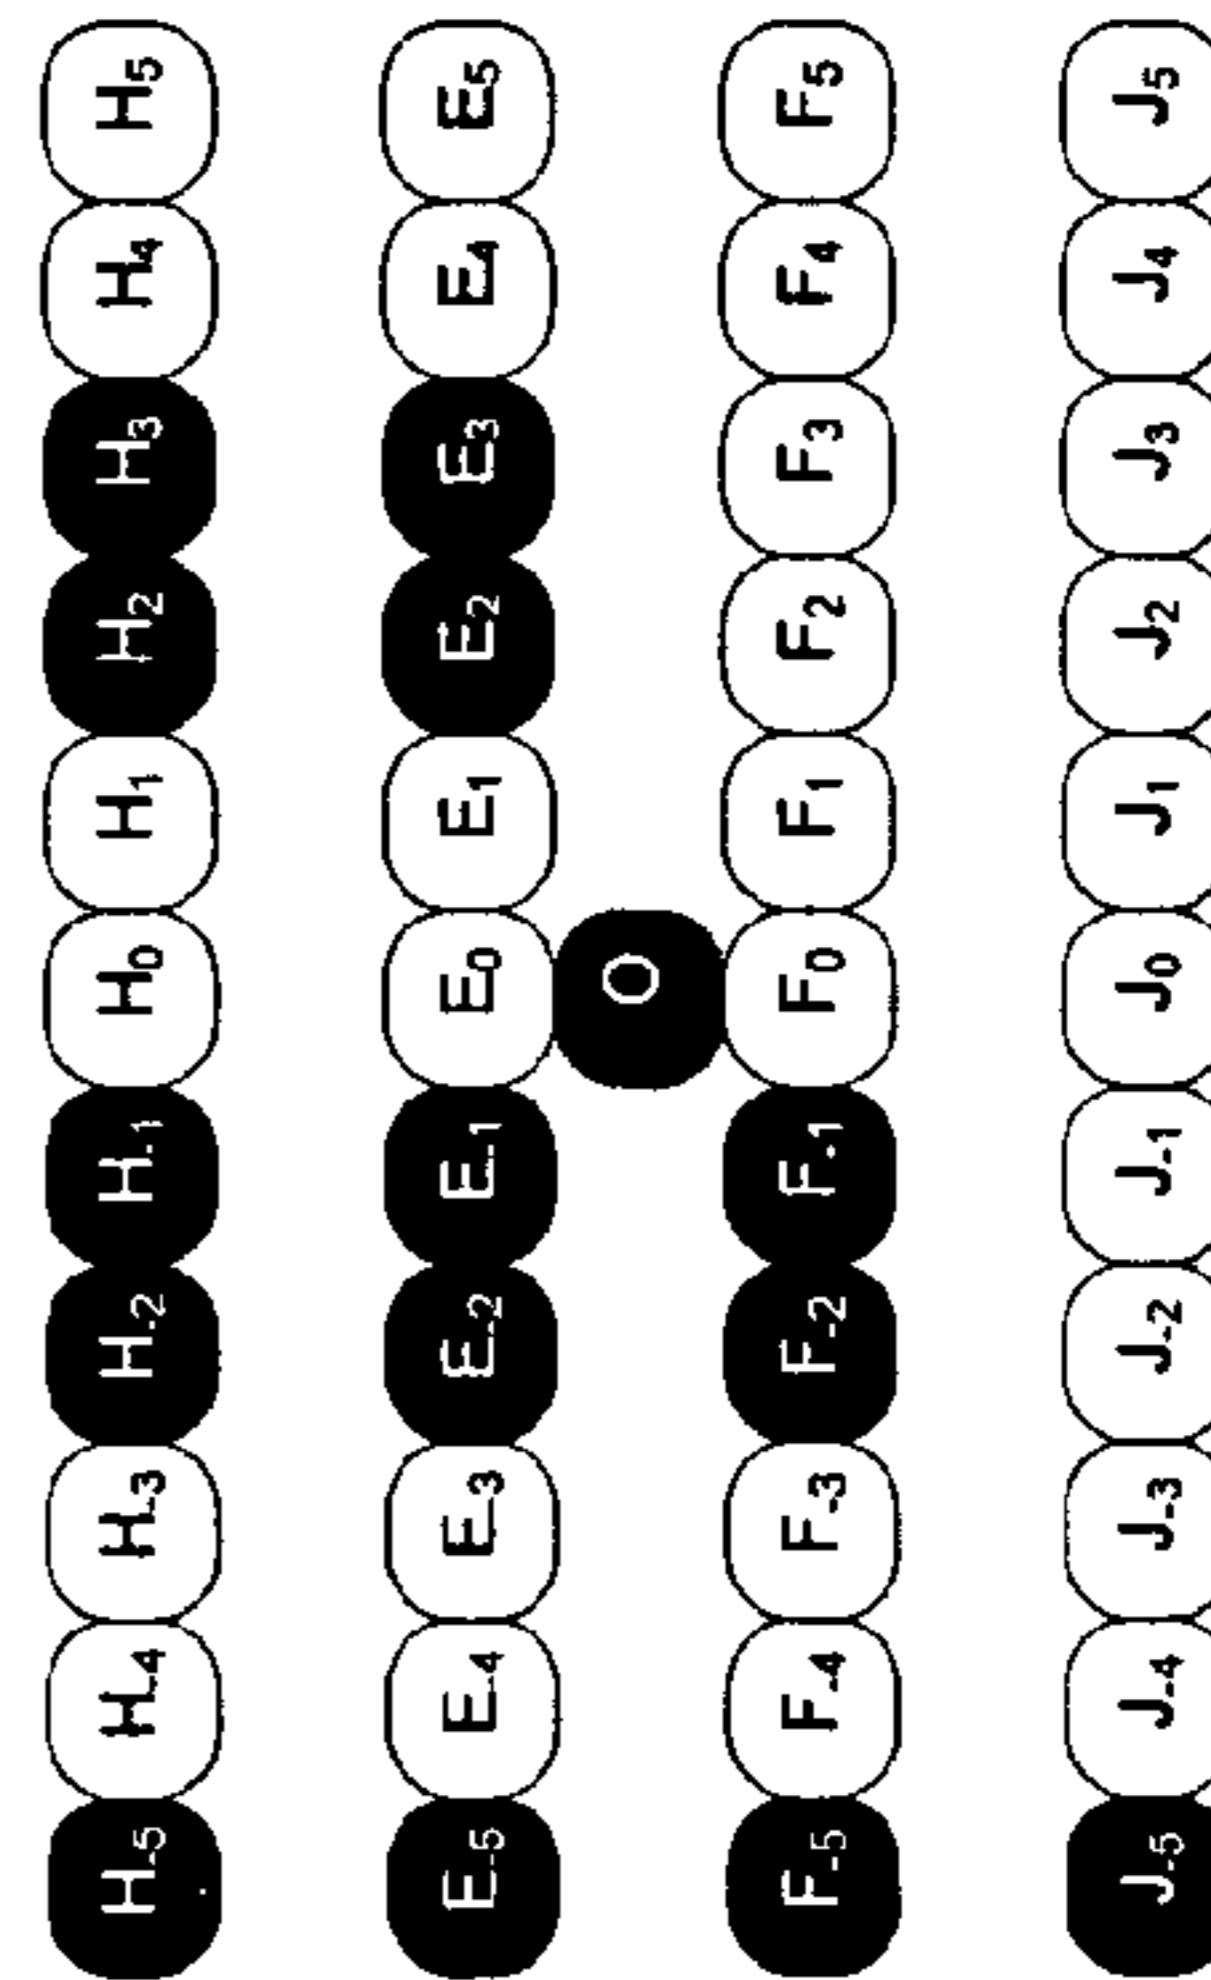 H₋₅ H₋₄ H₋₃ H₋₂ H₋₁ H₀ H₁ H₂ H₃ H₄ H₅
E₋₅ E₋₄ E₋₃ E₋₂ E₋₁ E₀ E₁ E₂ E₃ E₄ E₅
O
F₋₅ F₋₄ F₋₃ F₋₂ F₋₁ F₀ F₁ F₂ F₃ F₄ F₅
J₋₅ J₋₄ J₋₃ J₋₂ J₋₁ J₀ J₁ J₂ J₃ J₄ J₅